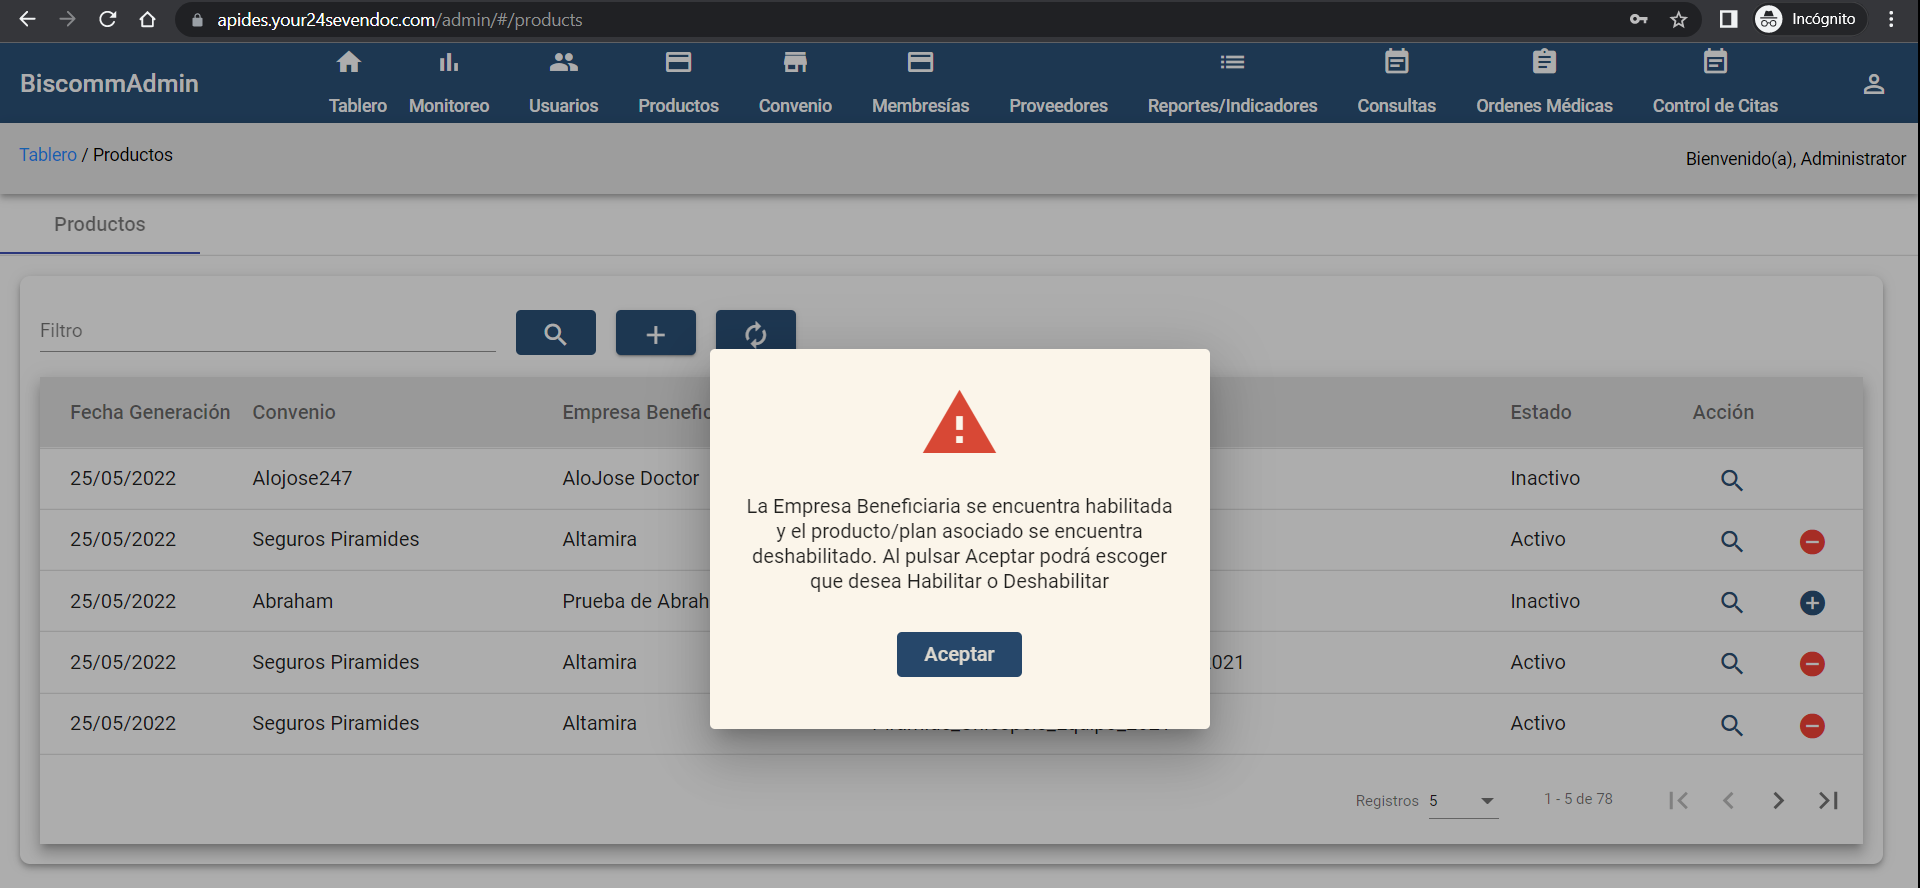 apides.your24sevendoc.com/admin/#/products
Incógnito
BiscommAdmin
Tablero
Monitoreo
Usuarios
Productos
Convenio
Membresías
Proveedores
Reportes/Indicadores
Consultas
Ordenes Médicas
Control de Citas
Tablero / Productos
Bienvenido(a), Administrator
Productos
Filtro
Fecha Generación Convenio Empresa Benefic Estado Acción
25/05/2022 Alojose247 AloJose Doctor Inactivo
25/05/2022 Seguros Piramides Altamira Activo
25/05/2022 Abraham Prueba de Abrah Inactivo
25/05/2022 Seguros Piramides Altamira 2021 Activo
25/05/2022 Seguros Piramides Altamira Activo
La Empresa Beneficiaria se encuentra habilitada
y el producto/plan asociado se encuentra
deshabilitado. Al pulsar Aceptar podrá escoger
que desea Habilitar o Deshabilitar
Aceptar
Registros 5 1 - 5 de 78